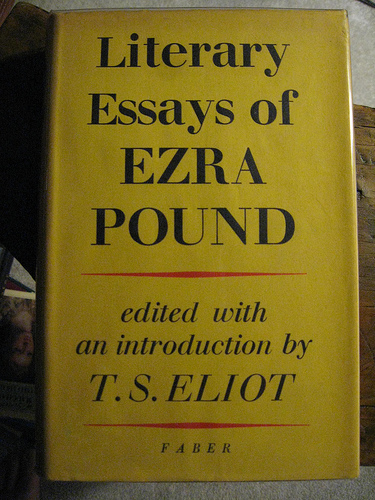 Literary
Essays of
EZRA
POUND
edited with
an introduction by
T. S. ELIOT
FABER